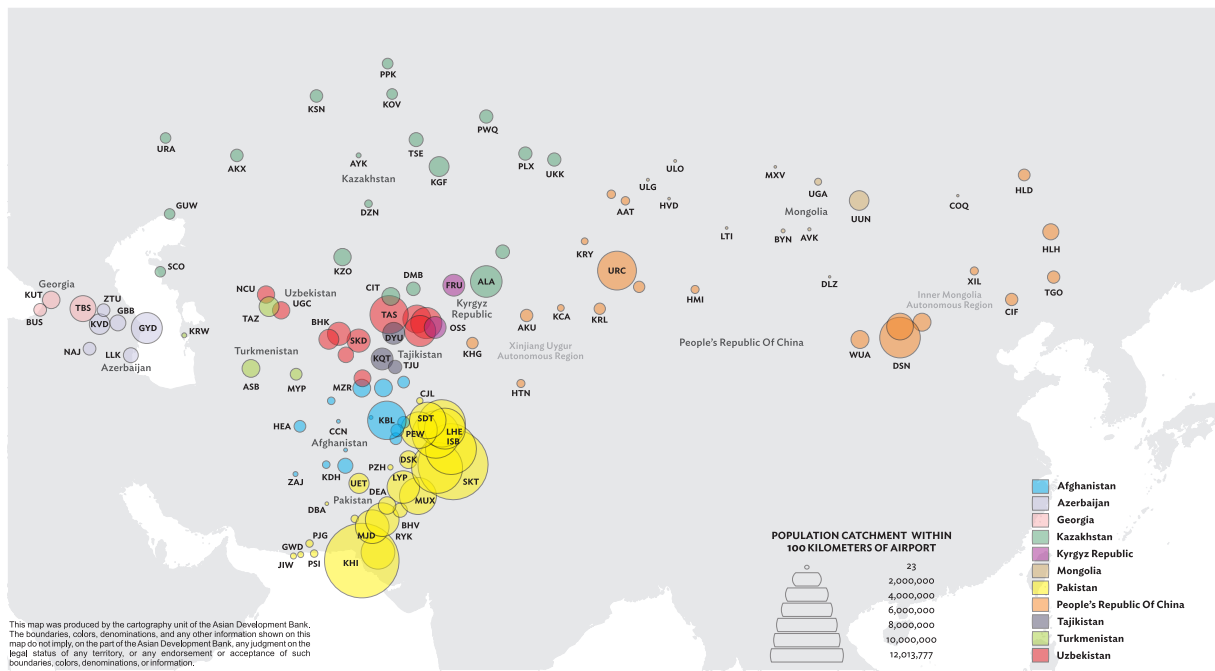 PPK
KSN
KOV
PWQ
URA
TSE
AKX
AYK
PLX
UKK
Kazakhstan
KGF
ULO
MXV
ULG
UGA
HLD
GUW
DZN
AAT
HVD
Mongolia
UUN
COQ
LTI
BYN
AVK
HLH
KRY
SCO
KZO
DMB
URC
Georgia
NCU
Uzbekistan
CIT
FRU
ALA
DLZ
XIL
TGO
KUT
ZTU
UGC
Kyrgyz
Republic
HMI
Inner Mongolia
Autonomous Region
TBS
GBB
TAZ
BHK
TAS
OSS
AKU
KCA
KRL
CIF
BUS
KVD
GYD
KRW
SKD
DYU
NAJ
LLK
Azerbaijan
Turkmenistan
KQT
Tajikistan
TJU
KHG
Xinjiang Uygur
Autonomous Region
People's Republic Of China
WUA
DSN
ASB
MYP
MZR
HTN
CJL
HEA
CCN
KBL
SDT
PEW
LHE
ISB
Afghanistan
DSK
PZH
KDH
ZAJ
UET
LYP
SKT
Pakistan
DEA
MUX
DBA
BHV
RYK
MJD
PJG
GWD
JIW
PSI
KHI
POPULATION CATCHMENT WITHIN
100 KILOMETERS OF AIRPORT
23
2,000,000
4,000,000
6,000,000
8,000,000
10,000,000
12,013,777
Afghanistan
Azerbaijan
Georgia
Kazakhstan
Kyrgyz Republic
Mongolia
Pakistan
People's Republic Of China
Tajikistan
Turkmenistan
Uzbekistan
This map was produced by the cartography unit of the Asian Development Bank.
The boundaries, colors, denominations, and any other information shown on this
map do not imply, on the part of the Asian Development Bank, any judgment on the
legal status of any territory, or any endorsement or acceptance of such
boundaries, colors, denominations, or information.